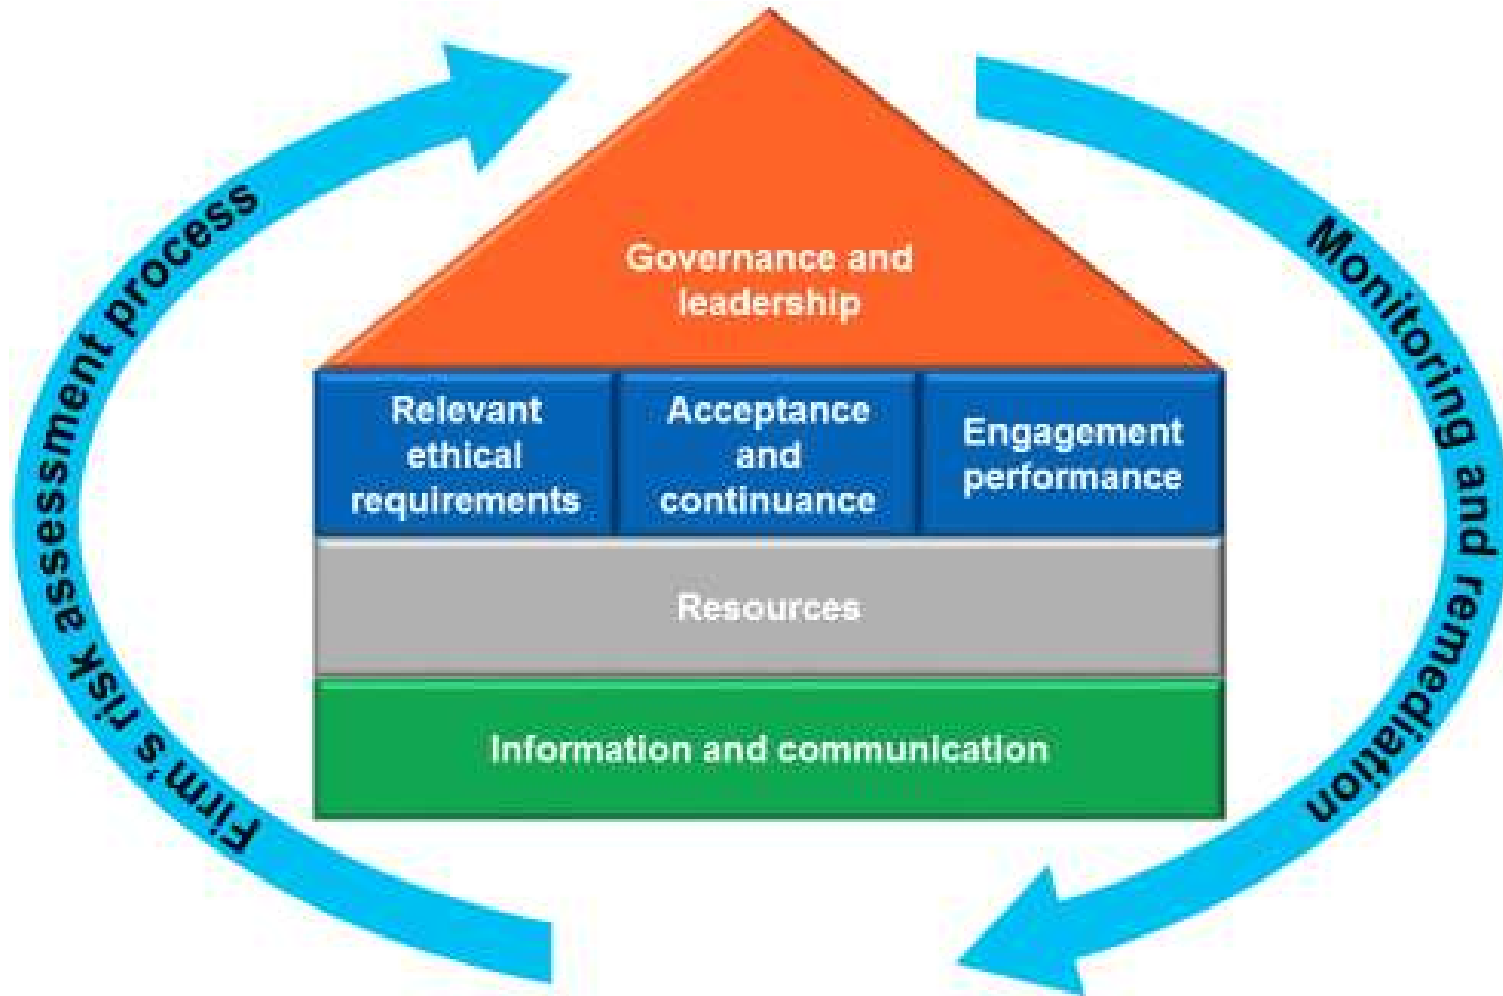 Governance and
leadership
Relevant
ethical
requirements
Acceptance
and
continuance
Engagement
performance
Resources
Information and communication
Firm's risk assessment process
Monitoring and remediation